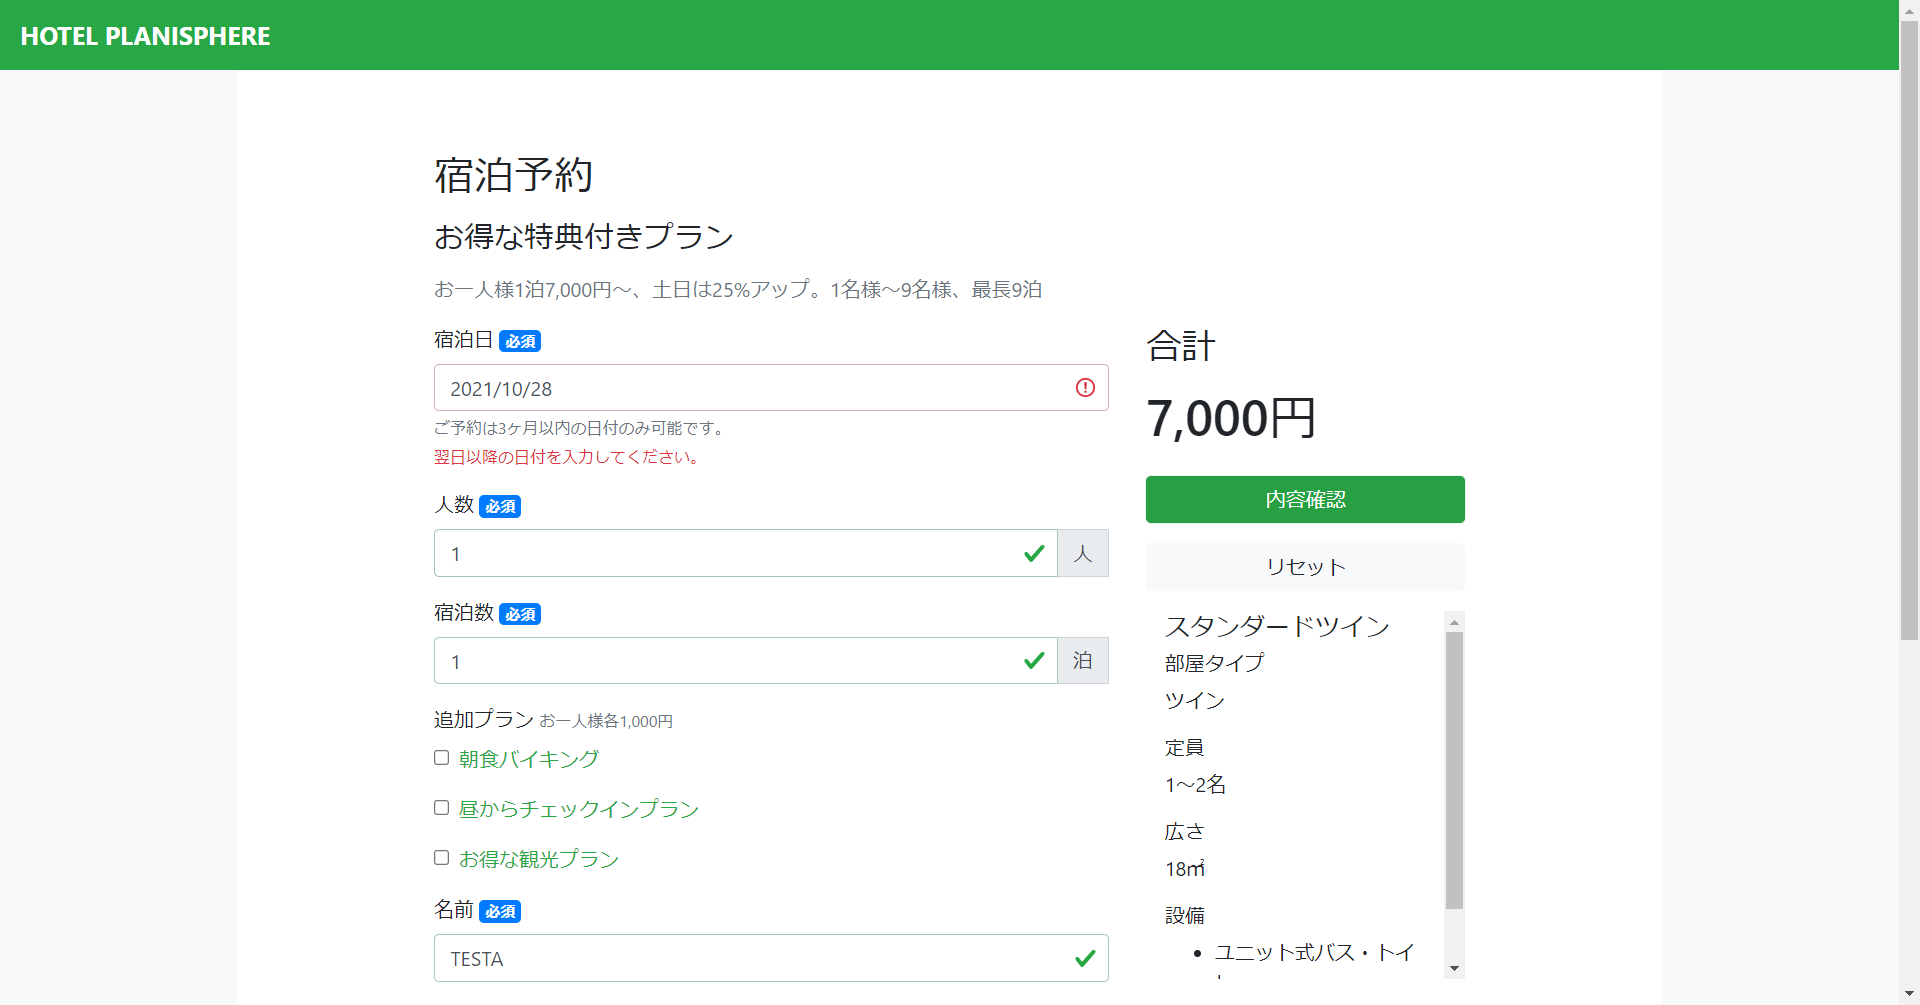 HOTEL PLANISPHERE
宿泊予約
お得な特典付きプラン
お一人様1泊7,000円～、土日は25%アップ。1名様～9名様、最長9泊
宿泊日 必須
2021/10/28
ご予約は3ヶ月以内の日付のみ可能です。
翌日以降の日付を入力してください。
人数 必須
1 人
宿泊数 必須
1 泊
追加プラン お一人様各1,000円
朝食バイキング
昼からチェックインプラン
お得な観光プラン
名前 必須
TESTA
合計
7,000円
内容確認
リセット
スタンダードツイン
部屋タイプ
ツイン
定員
1～2名
広さ
18㎡
設備
• ユニット式バス・トイ